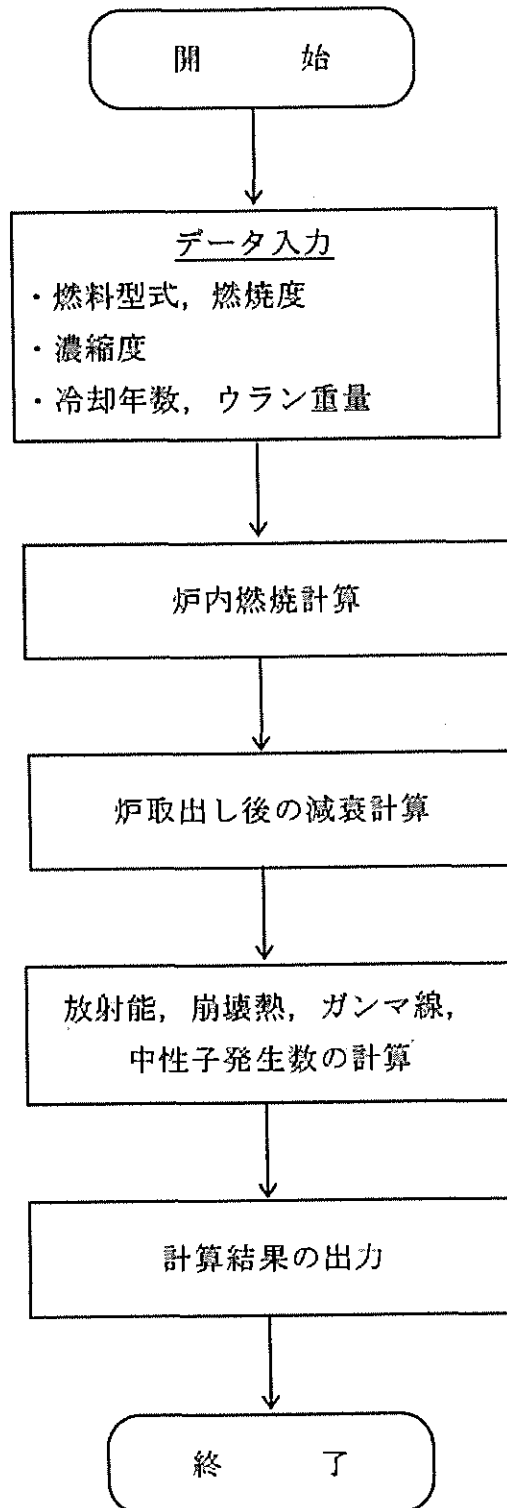 開 始
データ入力
・燃料型式，燃焼度
・濃縮度
・冷却年数，ウラン重量
炉内燃焼計算
炉取出し後の減衰計算
放射能，崩壊熱，ガンマ線，
中性子発生数の計算
計算結果の出力
終 了